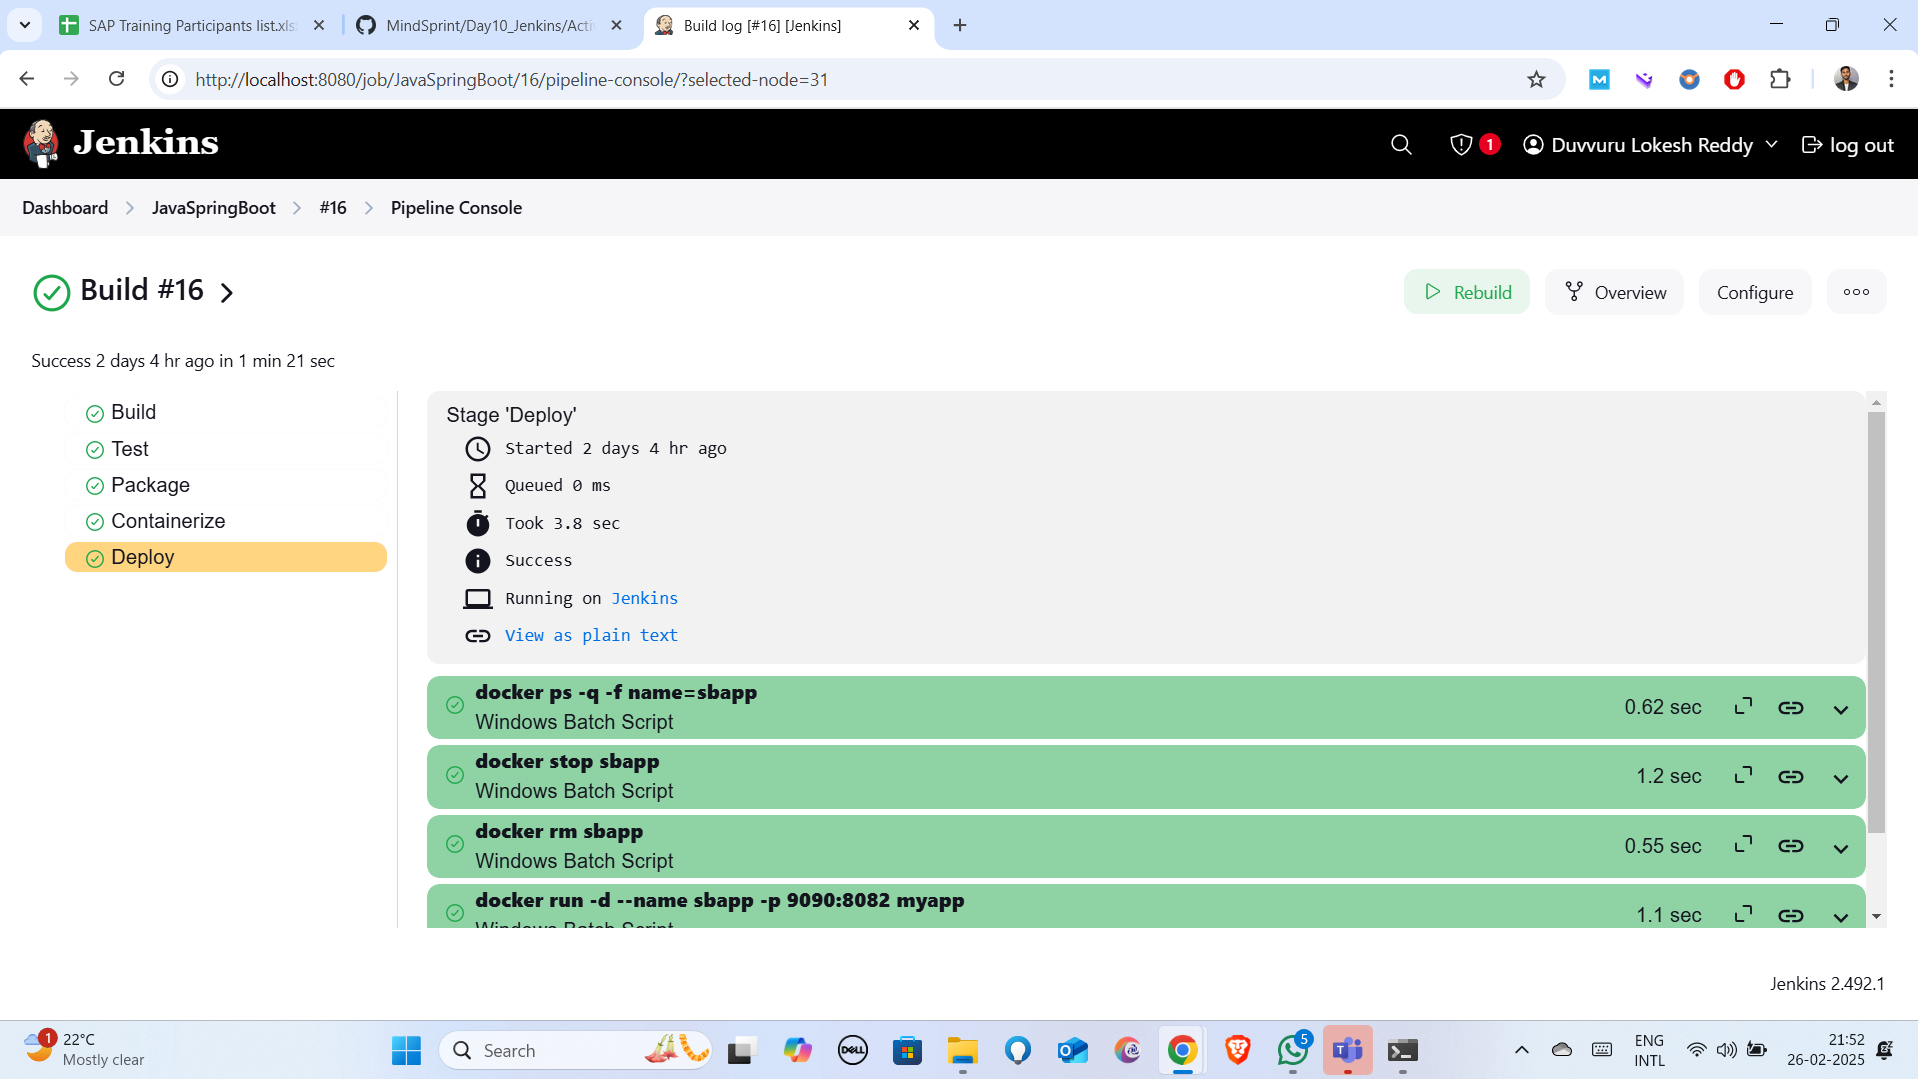 SAP Training Participants list.xls
MindSprint/Day10_Jenkins/Acti
Build log [#16] [Jenkins]
http://localhost:8080/job/JavaSpringBoot/16/pipeline-console/?selected-node=31
Jenkins
1
Duvvuru Lokesh Reddy
log out
Dashboard
JavaSpringBoot
#16
Pipeline Console
Build #16
Rebuild
Overview
Configure
Success 2 days 4 hr ago in 1 min 21 sec
Build
Test
Package
Containerize
Deploy
Stage 'Deploy'
Started 2 days 4 hr ago
Queued 0 ms
Took 3.8 sec
Success
Running on Jenkins
View as plain text
docker ps -q -f name=sbapp
Windows Batch Script
0.62 sec
docker stop sbapp
Windows Batch Script
1.2 sec
docker rm sbapp
Windows Batch Script
0.55 sec
docker run -d --name sbapp -p 9090:8082 myapp
Windows Batch Script
1.1 sec
Jenkins 2.492.1
1
22°C
Mostly clear
Search
DELL
5
ENG
INTL
21:52
26-02-2025